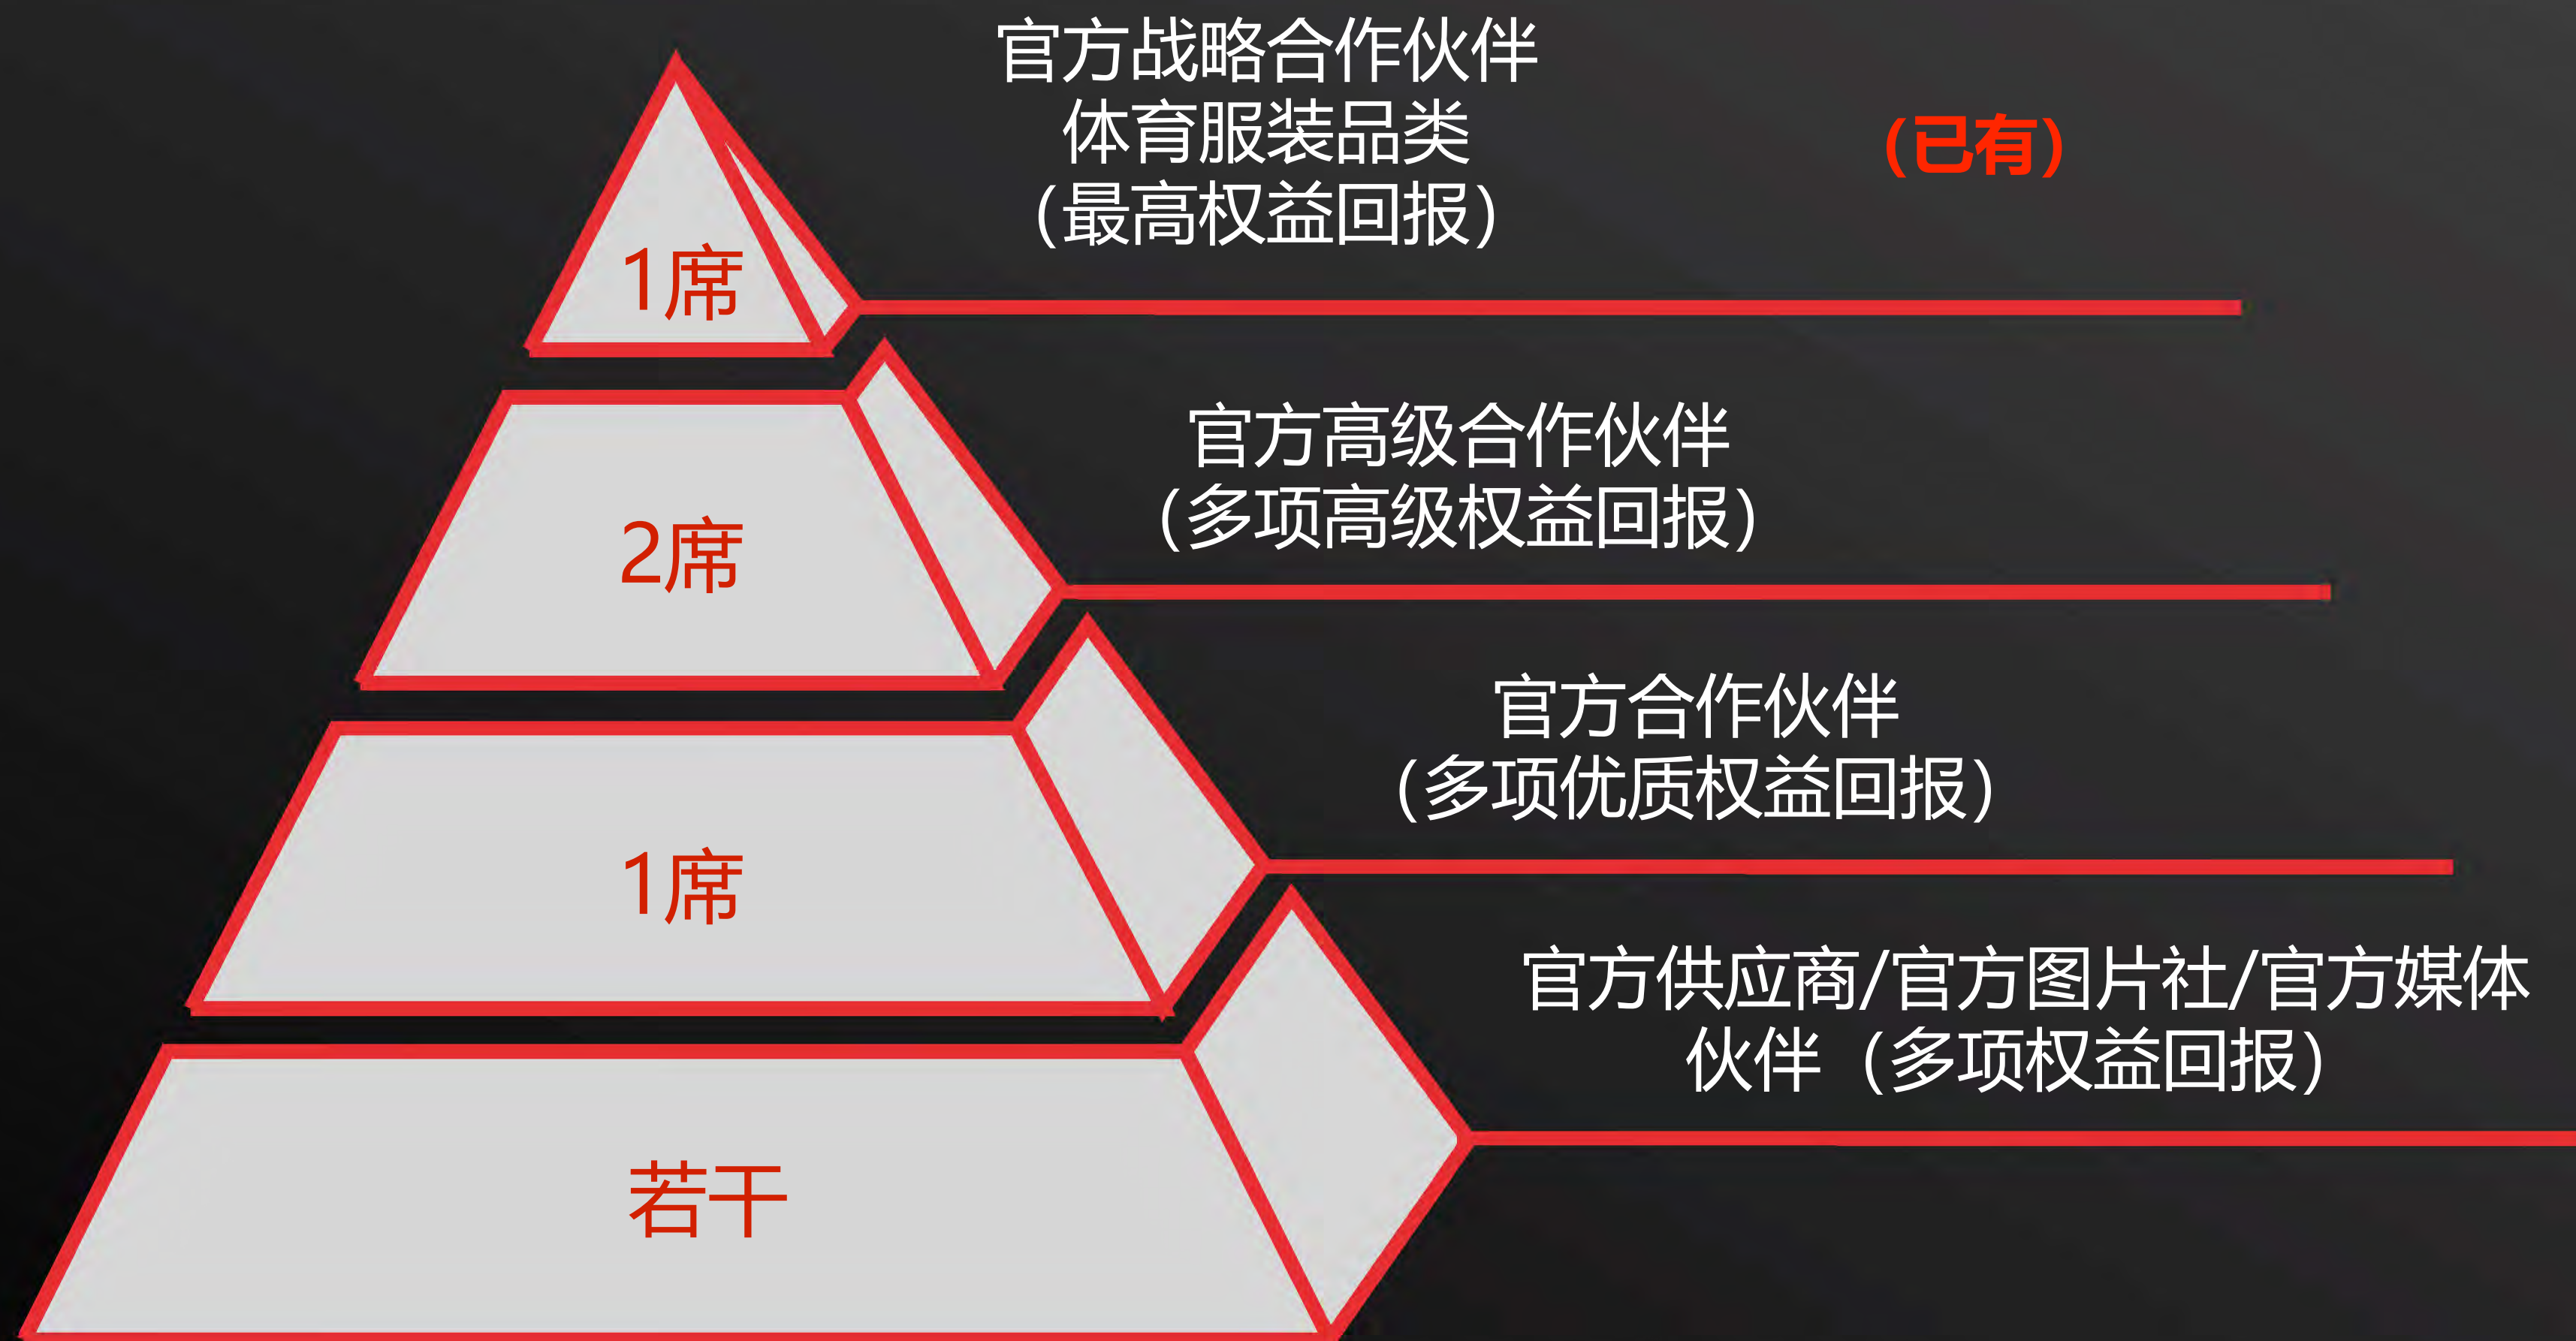 官方战略合作伙伴
体育服装品类
（最高权益回报）
（已有）
1席
官方高级合作伙伴
（多项高级权益回报）
2席
官方合作伙伴
（多项优质权益回报）
1席
官方供应商/官方图片社/官方媒体
伙伴（多项权益回报）
若干